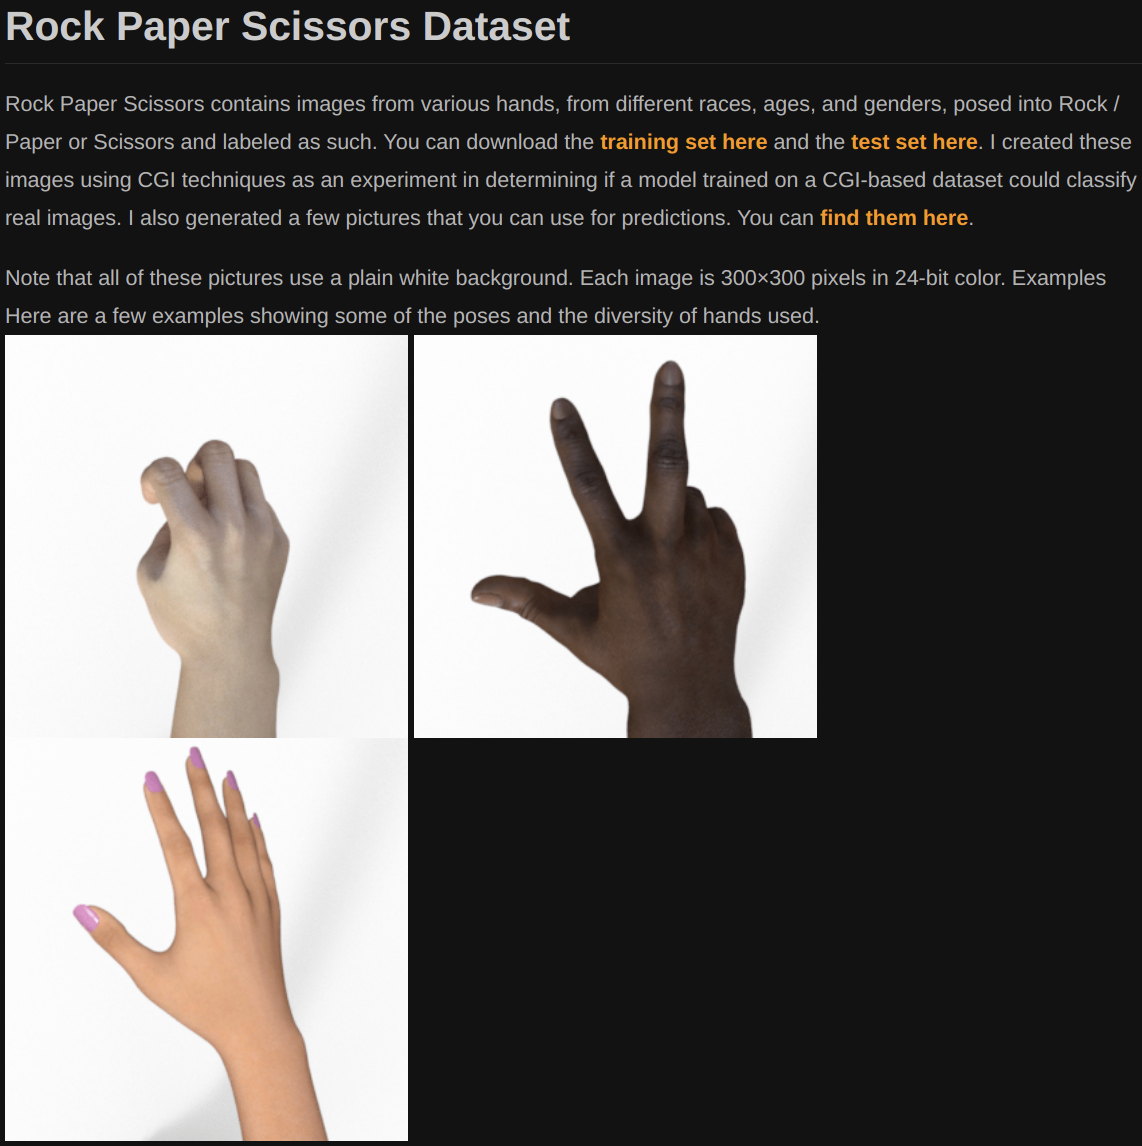 Rock Paper Scissors Dataset
Rock Paper Scissors contains images from various hands, from different races, ages, and genders, posed into Rock /
Paper or Scissors and labeled as such. You can download the training set here and the test set here. I created these
images using CGI techniques as an experiment in determining if a model trained on a CGI-based dataset could classify
real images. I also generated a few pictures that you can use for predictions. You can find them here.
Note that all of these pictures use a plain white background. Each image is 300×300 pixels in 24-bit color. Examples
Here are a few examples showing some of the poses and the diversity of hands used.